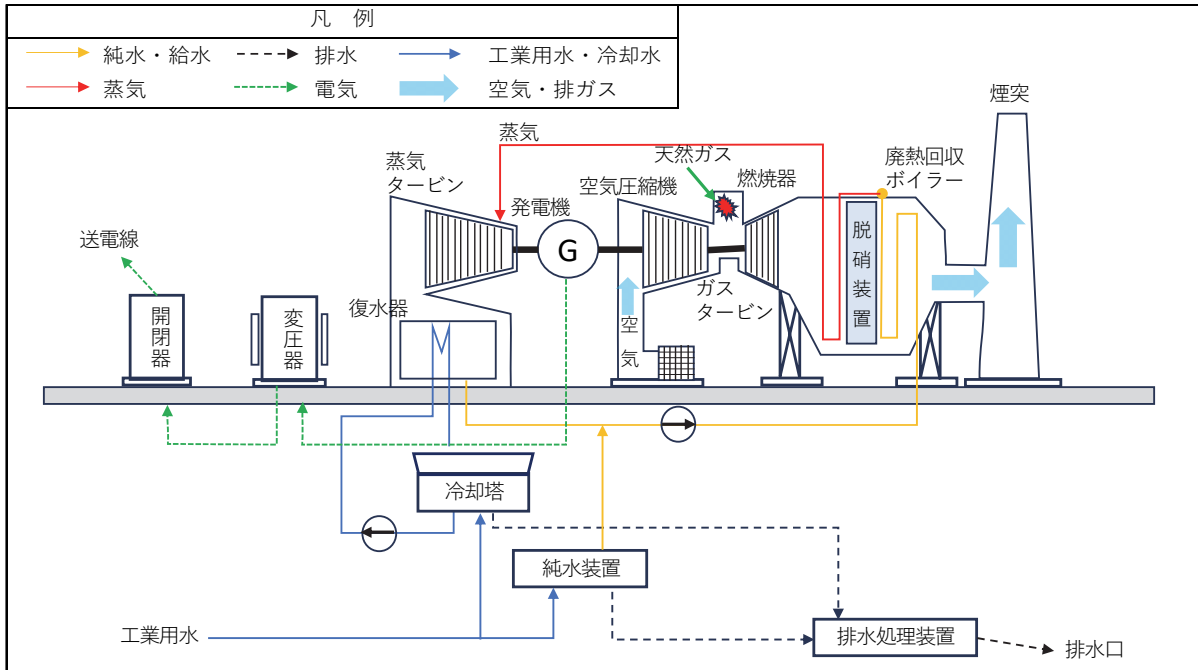 凡 例
純水・給水
排水
工業用水・冷却水
蒸気
電気
空気・排ガス
煙突
蒸気
天然ガス
燃焼器
廃熱回収
ボイラー
蒸気
タービン
空気圧縮機
発電機
G
脱硝装置
送電線
ガス
タービン
復水器
開閉器
変圧器
空気
冷却塔
純水装置
工業用水
排水処理装置
排水口